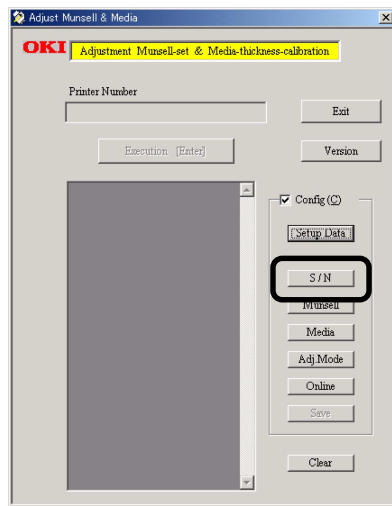 Adjust Munsell & Media
OKI
Adjustment Munsell-set & Media-thickness-calibration
Printer Number
Exit
Execution [Enter]
Version
Config (C)
Setup Data
S / N
Munsell
Media
Adj.Mode
Online
Save
Clear